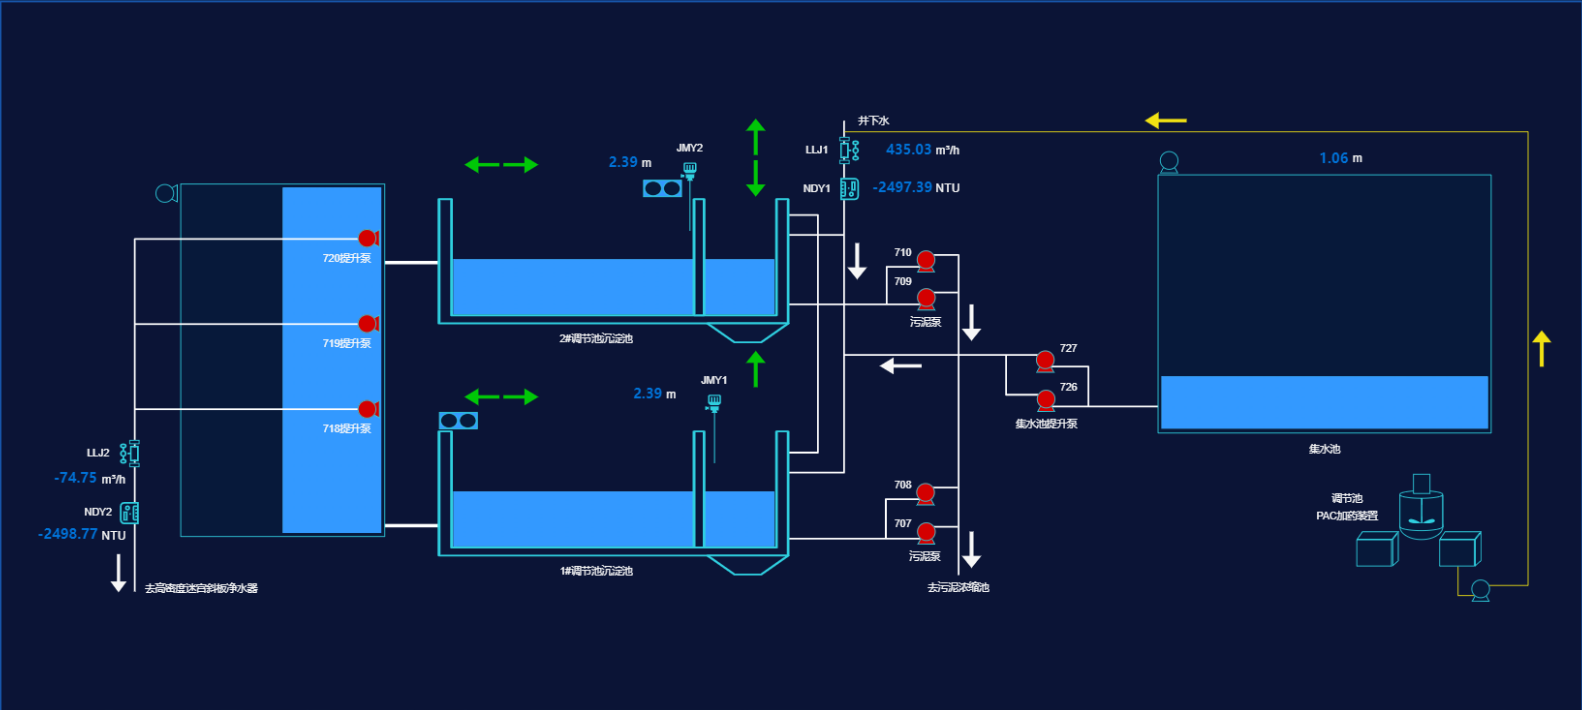 井下水
LLJ1 435.03 m³/h
NDY1 -2497.39 NTU
JMY2
2.39 m
1.06 m
720提升泵
719提升泵
718提升泵
2#调节池沉淀池
710
709
污泥泵
727
726
集水池提升泵
集水池
JMY1
2.39 m
LLJ2
-74.75 m³/h
NDY2
-2498.77 NTU
去高密度迷宫斜板净水器
1#调节池沉淀池
708
707
污泥泵
去污泥浓缩池
调节池
PAC加药装置